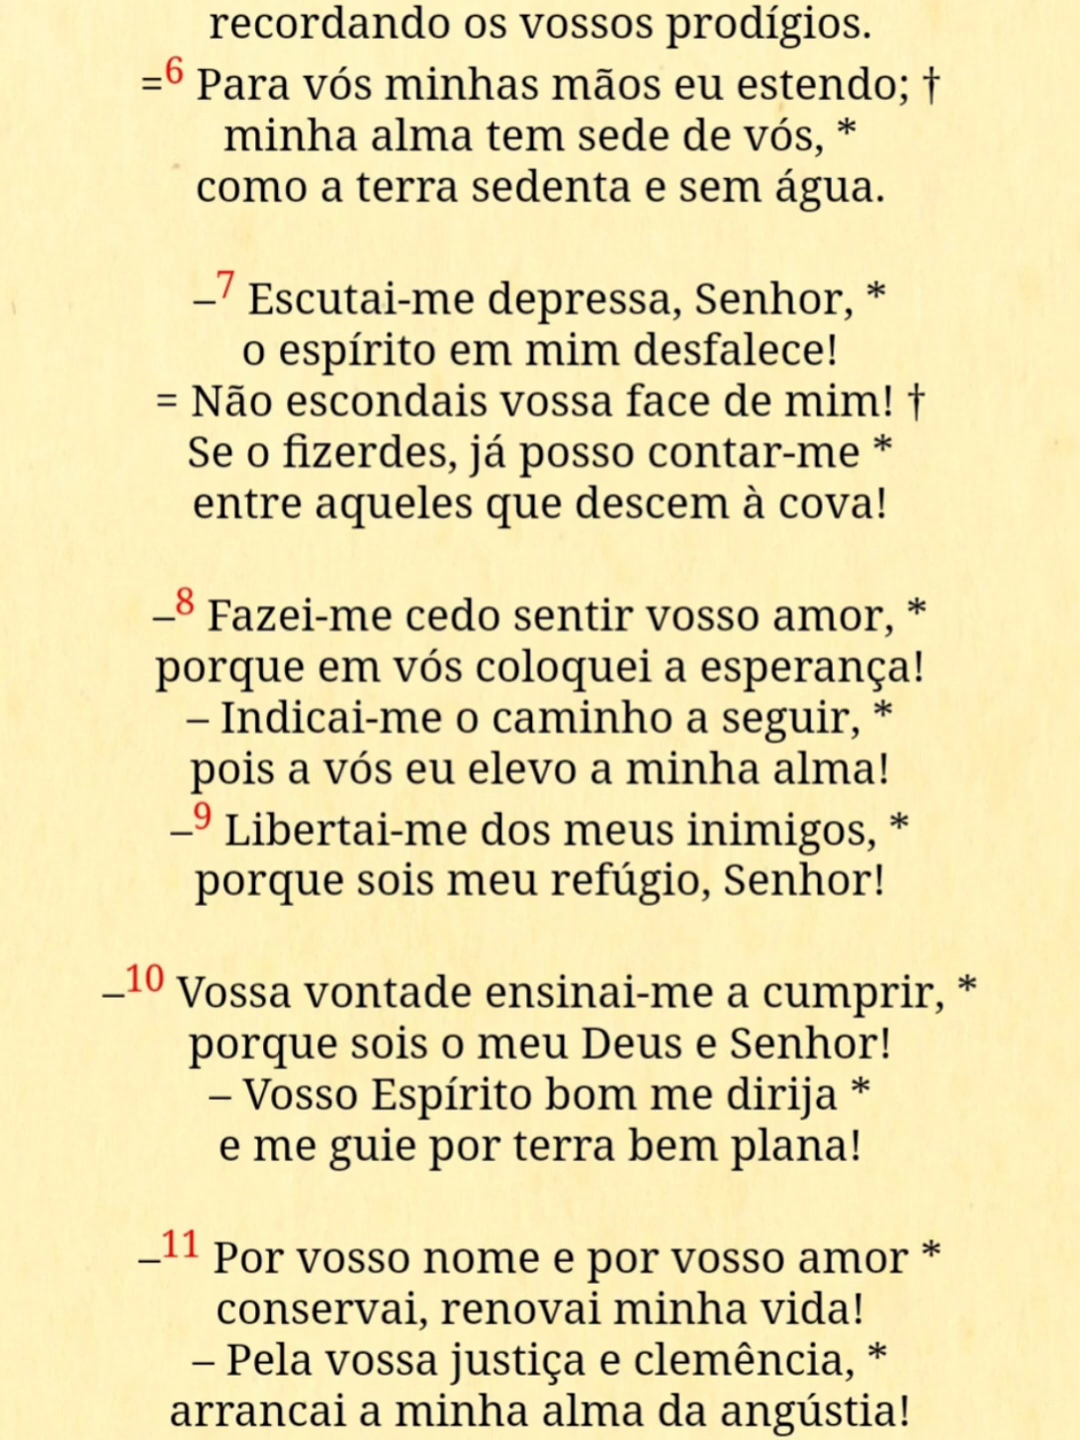 recordando os vossos prodígios.
=6 Para vós minhas mãos eu estendo; †
minha alma tem sede de vós, *
como a terra sedenta e sem água.
–7 Escutai-me depressa, Senhor, *
o espírito em mim desfalece!
= Não escondais vossa face de mim! †
Se o fizerdes, já posso contar-me *
entre aqueles que descem à cova!
–8 Fazei-me cedo sentir vosso amor, *
porque em vós coloquei a esperança!
– Indicai-me o caminho a seguir, *
pois a vós eu elevo a minha alma!
–9 Libertai-me dos meus inimigos, *
porque sois meu refúgio, Senhor!
–10 Vossa vontade ensinai-me a cumprir, *
porque sois o meu Deus e Senhor!
– Vosso Espírito bom me dirija *
e me guie por terra bem plana!
–11 Por vosso nome e por vosso amor *
conservai, renovai minha vida!
– Pela vossa justiça e clemência, *
arrancai a minha alma da angústia!